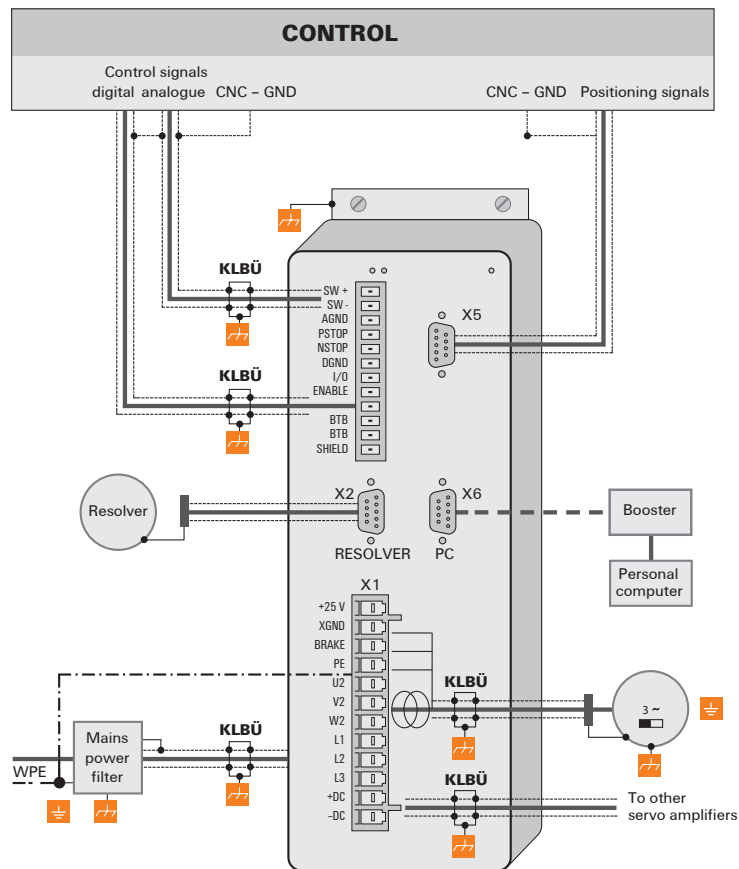 CONTROL
Control signals
digital analogue
CNC – GND
CNC – GND
Positioning signals
KLBÜ
SW +
SW -
AGND
PSTOP
NSTOP
DGND
I/O
ENABLE
BTB
BTB
SHIELD
X5
KLBÜ
Resolver
X2
RESOLVER
X6
PC
Booster
Personal
computer
X1
+25 V
XGND
BRAKE
PE
U2
V2
W2
L1
L2
L3
+DC
-DC
KLBÜ
3 ~
Mains
power
filter
WPE
KLBÜ
KLBÜ
To other
servo amplifiers